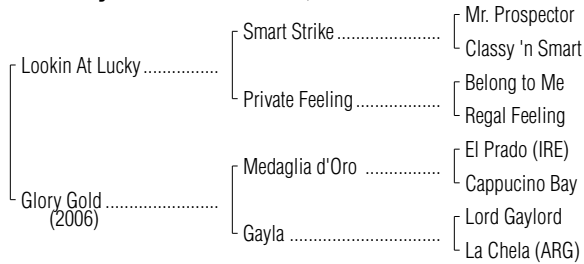 Mr. Prospector
Smart Strike
Classy 'n Smart
Lookin At Lucky
Belong to Me
Private Feeling
Regal Feeling
El Prado (IRE)
Medaglia d'Oro
Cappucino Bay
Glory Gold
(2006)
Lord Gaylord
Gayla
La Chela (ARG)